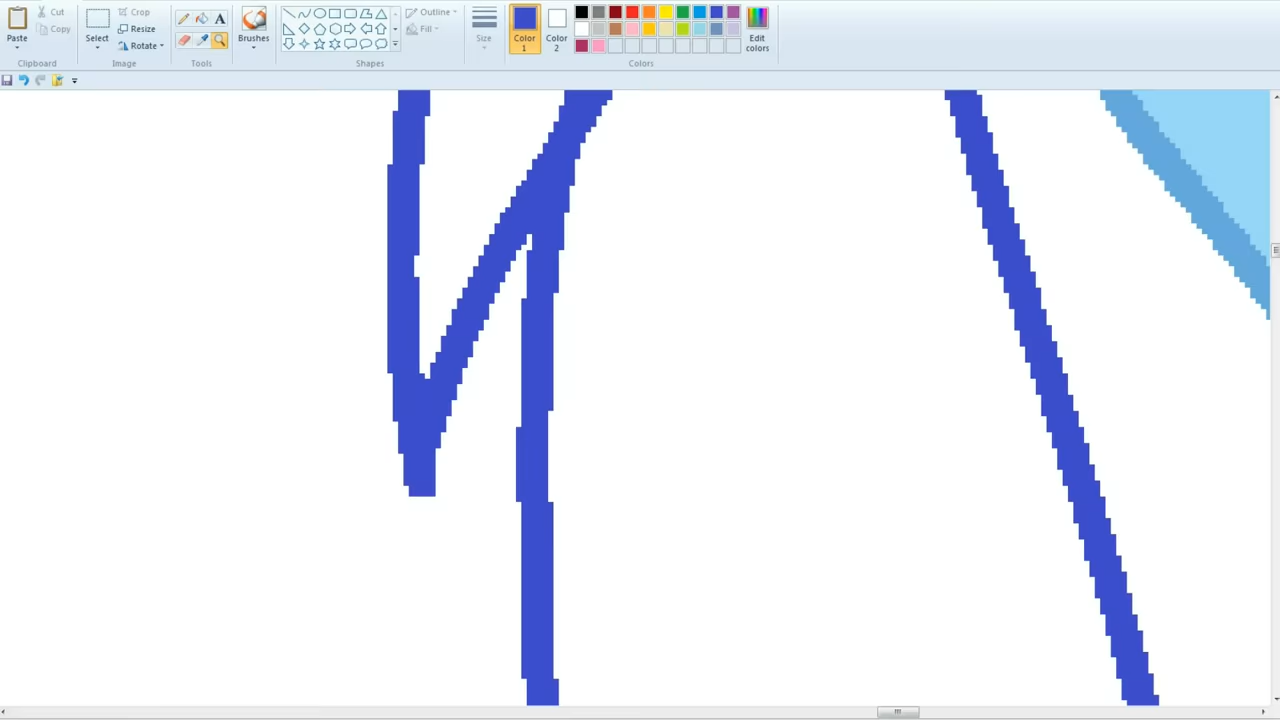 Paste
Cut
Copy
Clipboard
Select
Crop
Resize
Rotate
Image
A
Tools
Brushes
Shapes
Outline
Fill
Size
Color 1
Color 2
Edit colors
Colors